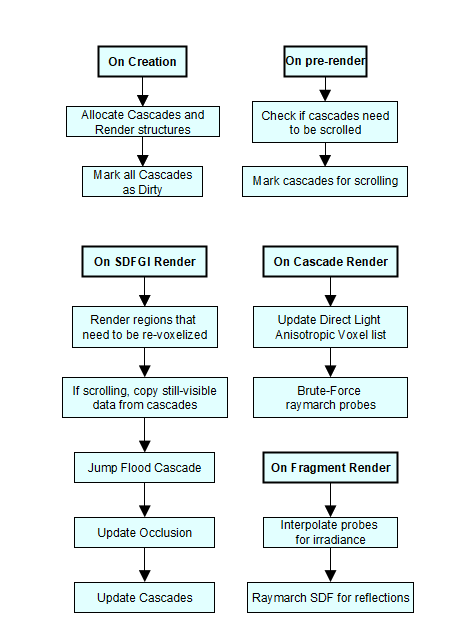 On Creation
Allocate Cascades and
Render structures
Mark all Cascades
as Dirty
On pre-render
Check if cascades need
to be scrolled
Mark cascades for scrolling
On SDFGI Render
Render regions that
need to be re-voxelized
If scrolling, copy still-visible
data from cascades
Jump Flood Cascade
Update Occlusion
Update Cascades
On Cascade Render
Update Direct Light
Anisotropic Voxel list
Brute-Force
raymarch probes
On Fragment Render
Interpolate probes
for irradiance
Raymarch SDF for reflections